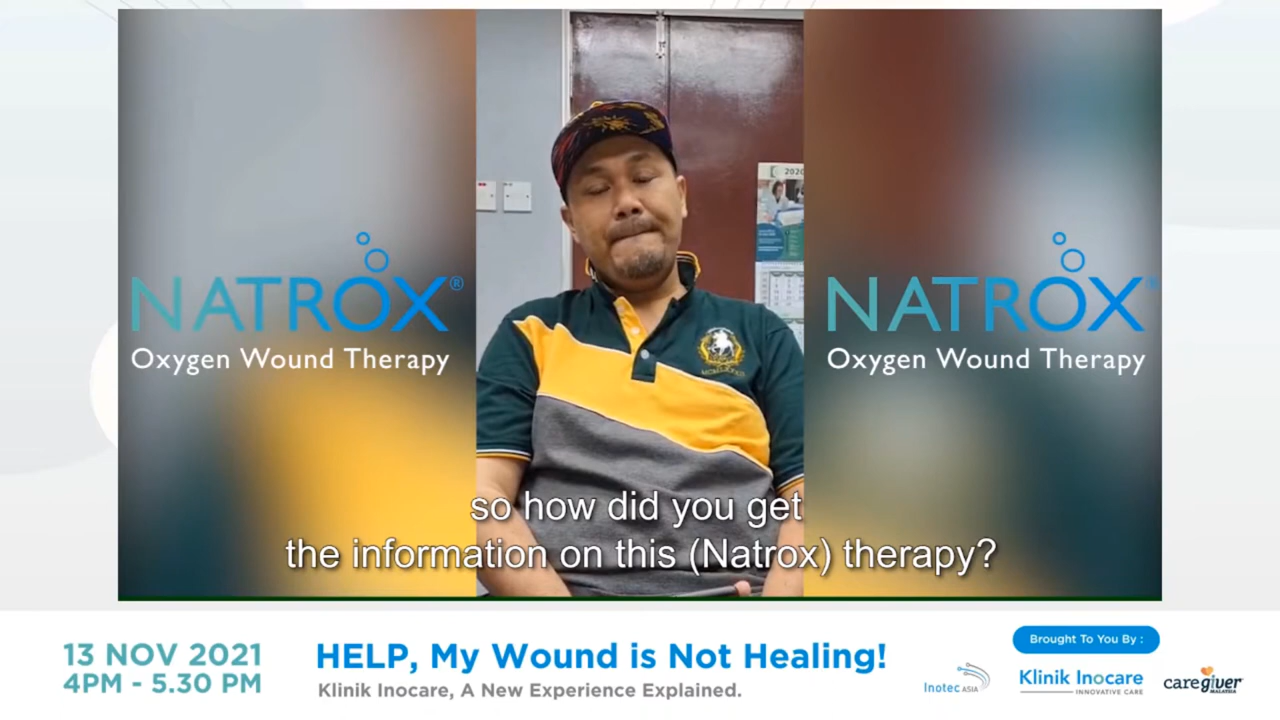 2020
NATROX®
Oxygen Wound Therapy
NATROX®
Oxygen Wound Therapy
so how did you get
the information on this (Natrox) therapy?
13 NOV 2021
4PM - 5.30 PM
HELP, My Wound is Not Healing!
Klinik Inocare, A New Experience Explained.
Brought To You By :
Inotec ASIA
Klinik Inocare
INNOVATIVE CARE
caregiver
MALAYSIA